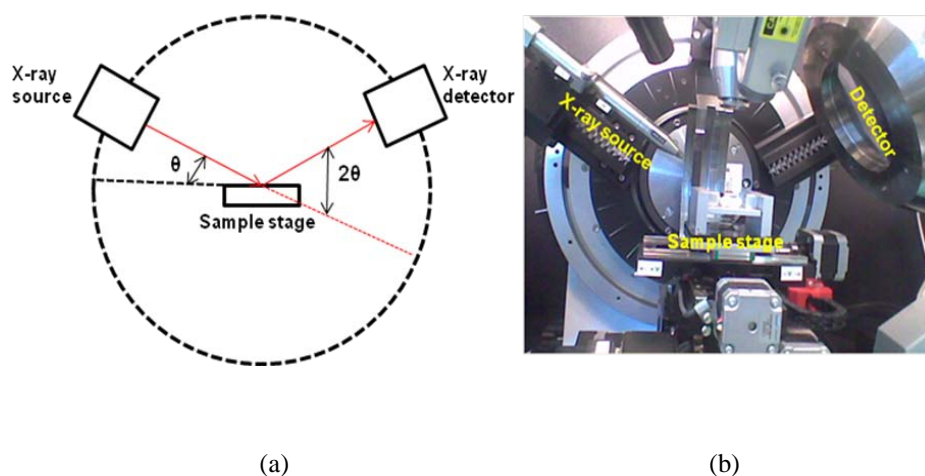 X-ray
source
X-ray
detector
θ
2θ
Sample stage
X-ray source
Detector
Sample stage
(a)
(b)